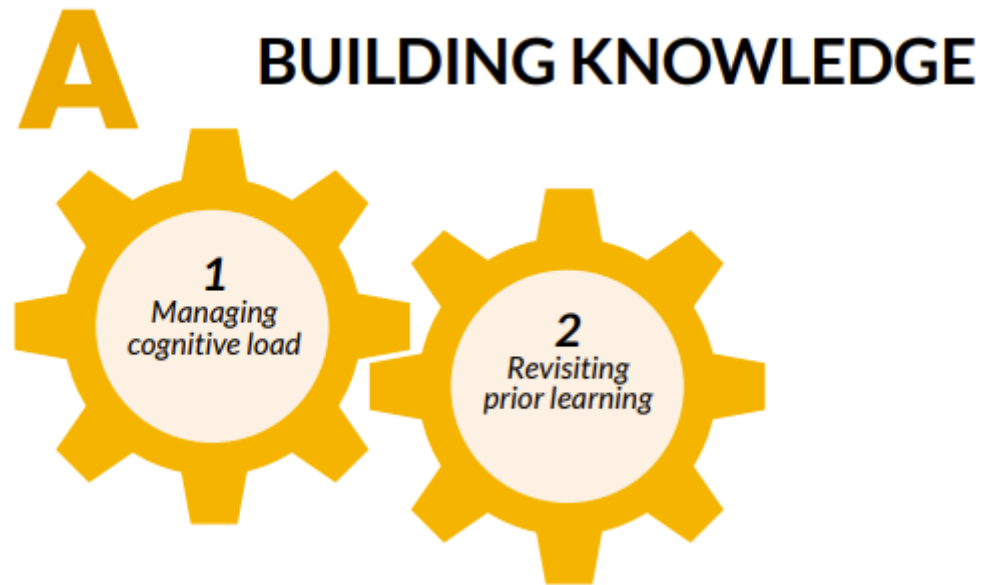 A
BUILDING KNOWLEDGE
1
Managing
cognitive load
2
Revisiting
prior learning